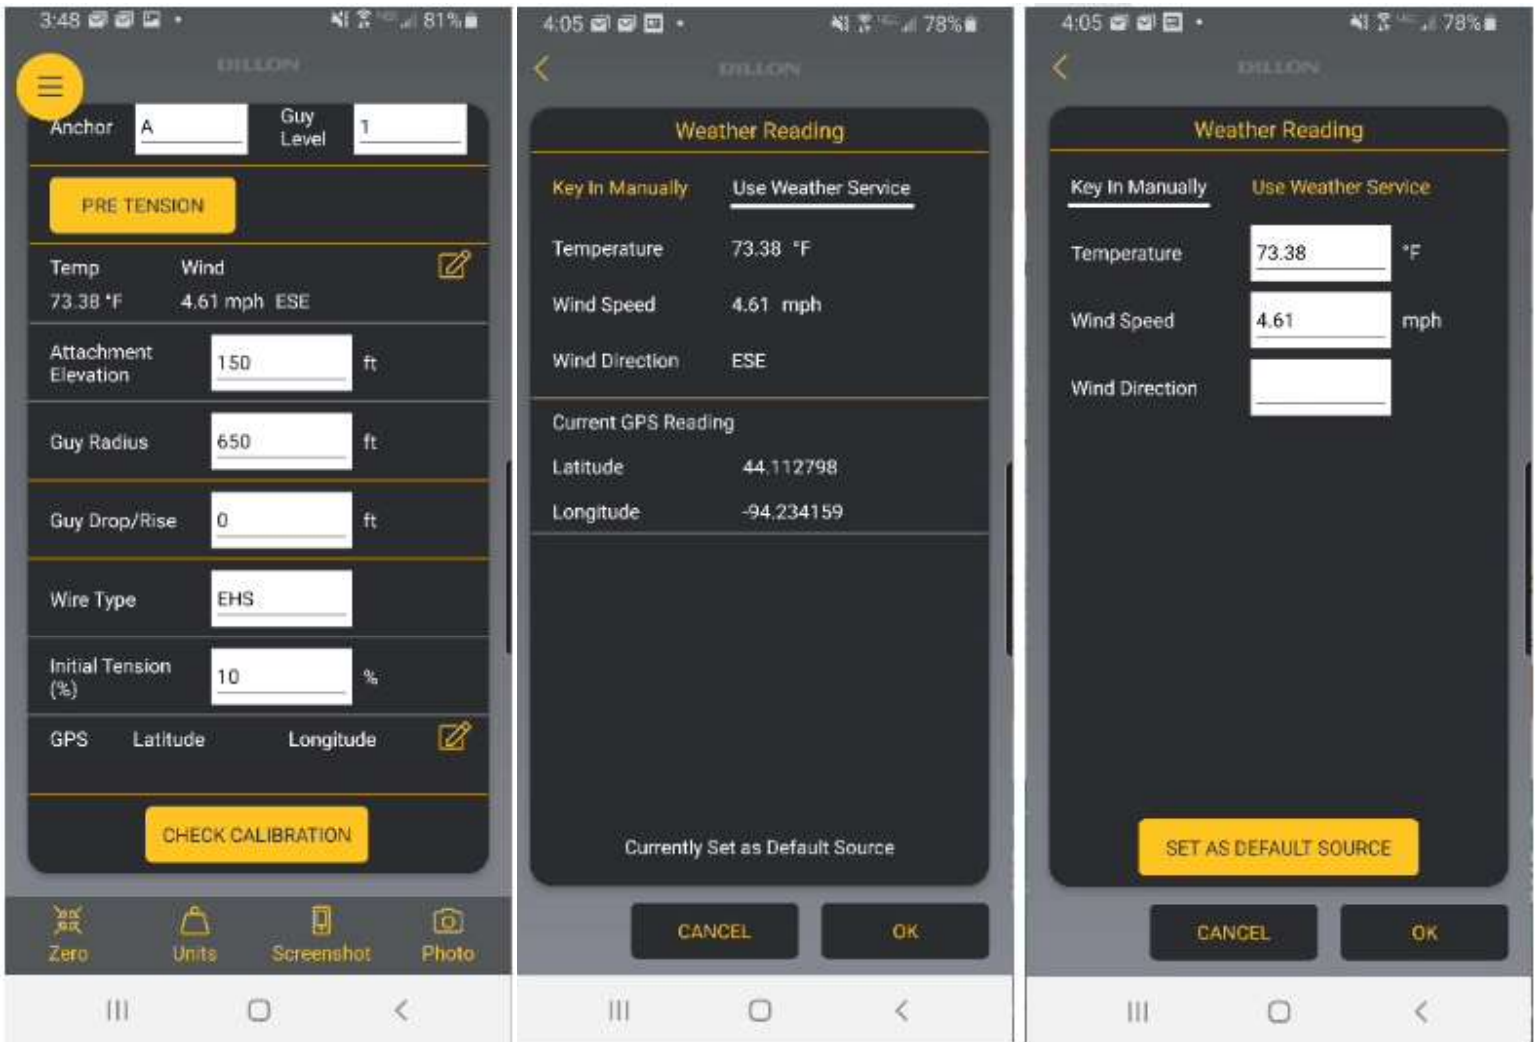 3:48 81%
DILLON
Anchor A Guy Level 1
PRE TENSION
Temp Wind
73.38 °F 4.61 mph ESE
Attachment Elevation 150 ft
Guy Radius 650 ft
Guy Drop/Rise 0 ft
Wire Type EHS
Initial Tension (%) 10 %
GPS Latitude Longitude
CHECK CALIBRATION
Zero Units Screenshot Photo
4:05 78%
DILLON
Weather Reading
Key In Manually Use Weather Service
Temperature 73.38 °F
Wind Speed 4.61 mph
Wind Direction ESE
Current GPS Reading
Latitude 44.112798
Longitude -94.234159
Currently Set as Default Source
CANCEL OK
4:05 78%
DILLON
Weather Reading
Key In Manually Use Weather Service
Temperature 73.38 °F
Wind Speed 4.61 mph
Wind Direction
SET AS DEFAULT SOURCE
CANCEL OK